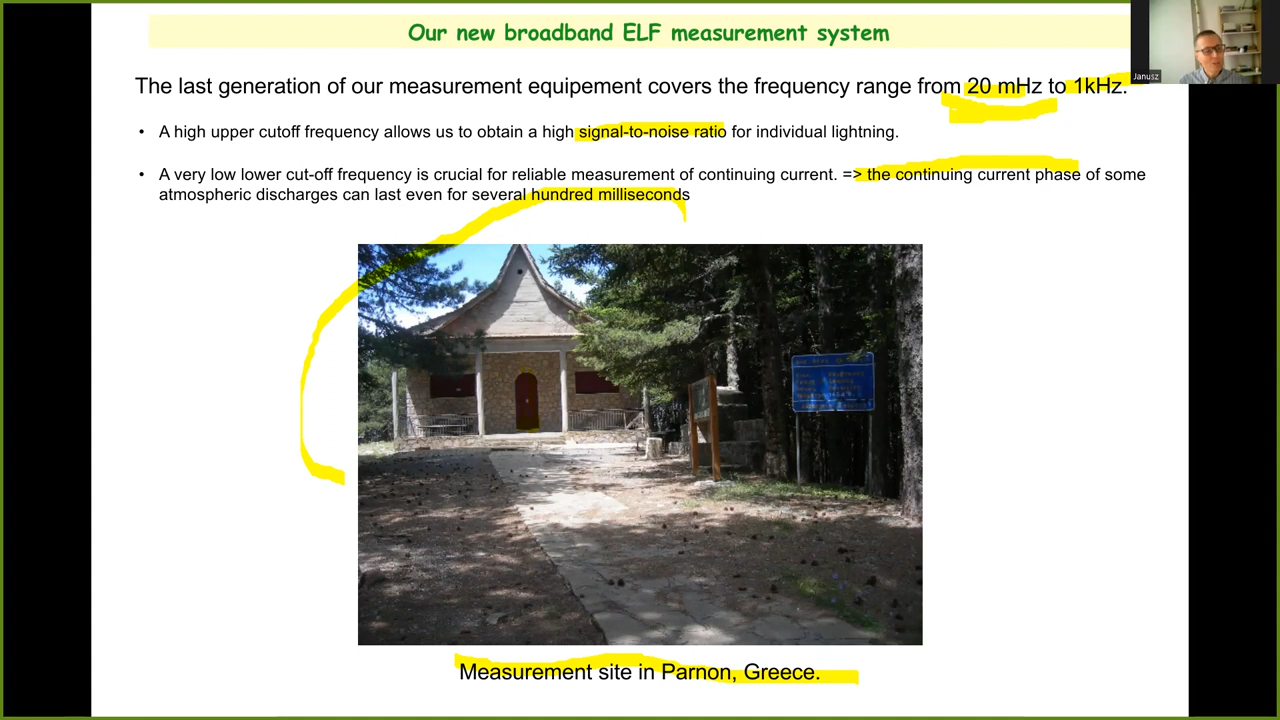 Our new broadband ELF measurement system
Janusz
The last generation of our measurement equipement covers the frequency range from 20 mHz to 1kHz.
• A high upper cutoff frequency allows us to obtain a high signal-to-noise ratio for individual lightning.
• A very low lower cut-off frequency is crucial for reliable measurement of continuing current. => the continuing current phase of some
atmospheric discharges can last even for several hundred milliseconds
Measurement site in Parnon, Greece.